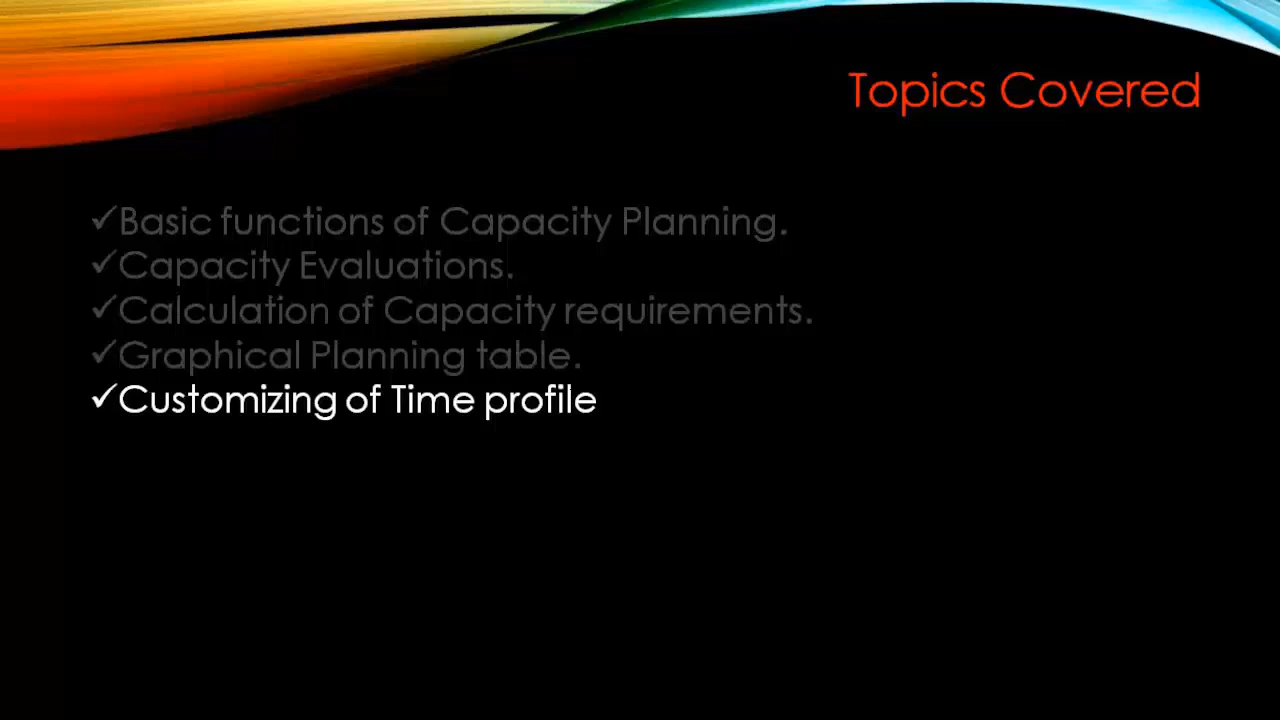 Topics Covered
✓Basic functions of Capacity Planning.
✓Capacity Evaluations.
✓Calculation of Capacity requirements.
✓Graphical Planning table.
✓Customizing of Time profile